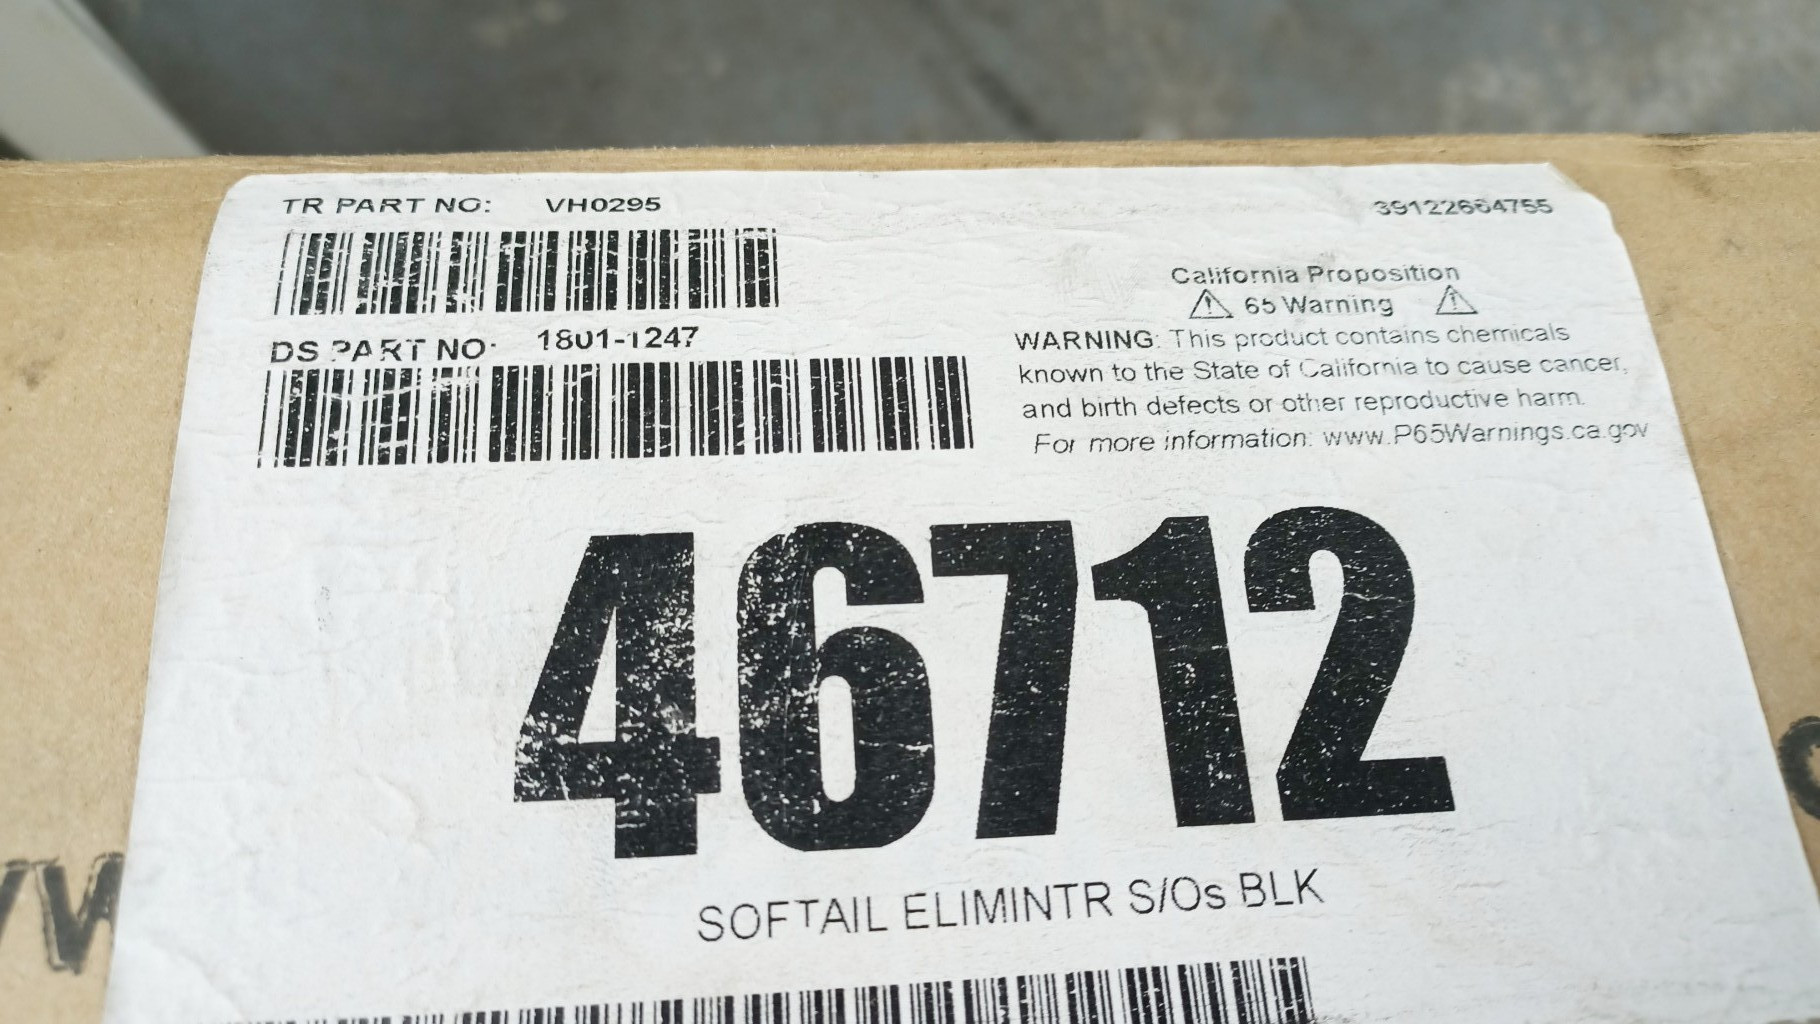 TR PART NO: VH0295
39122664755
DS PART NO: 1801-1247
California Proposition
65 Warning
WARNING: This product contains chemicals
known to the State of California to cause cancer,
and birth defects or other reproductive harm.
For more information: www.P65Warnings.ca.gov
46712
SOFTAIL ELIMINTR S/Os BLK